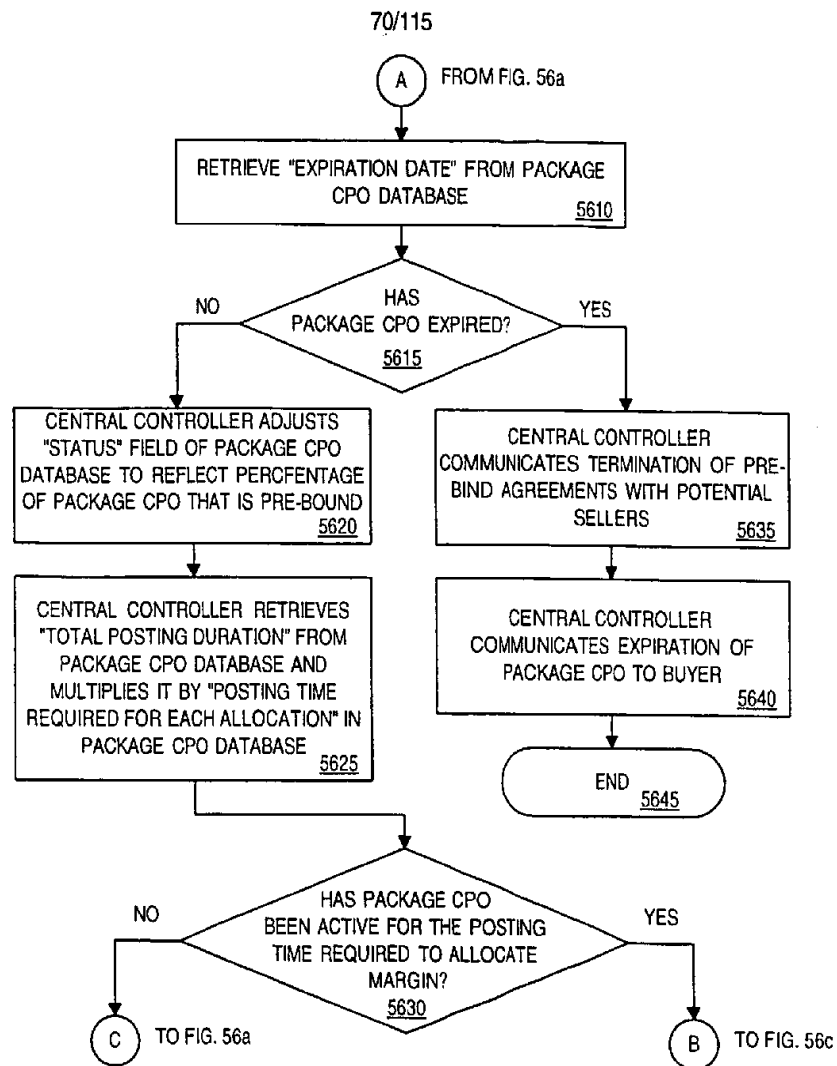 70/115
A
FROM FIG. 56a
RETRIEVE "EXPIRATION DATE" FROM PACKAGE
CPO DATABASE
5610
HAS
PACKAGE CPO EXPIRED?
5615
NO
YES
CENTRAL CONTROLLER ADJUSTS
"STATUS" FIELD OF PACKAGE CPO
DATABASE TO REFLECT PERCFENTAGE
OF PACKAGE CPO THAT IS PRE-BOUND
5620
CENTRAL CONTROLLER
COMMUNICATES TERMINATION OF PRE-
BIND AGREEMENTS WITH POTENTIAL
SELLERS
5635
CENTRAL CONTROLLER RETRIEVES
"TOTAL POSTING DURATION" FROM
PACKAGE CPO DATABASE AND
MULTIPLIES IT BY "POSTING TIME
REQUIRED FOR EACH ALLOCATION" IN
PACKAGE CPO DATABASE
5625
CENTRAL CONTROLLER
COMMUNICATES EXPIRATION OF
PACKAGE CPO TO BUYER
5640
END
5645
HAS PACKAGE CPO
BEEN ACTIVE FOR THE POSTING
TIME REQUIRED TO ALLOCATE
MARGIN?
5630
NO
YES
C
TO FIG. 56a
B
TO FIG. 56c